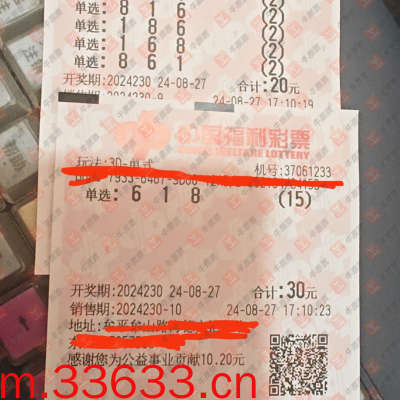 单选: 8 1 6 (2)
单选: 1 8 6 (2)
单选: 1 6 8 (2)
单选: 8 6 1 (2)
开奖期:2024230 24-08-27 合计:20元
24-08-27 17:10:19
中国福利彩票
CHINA WELFARE LOTTERY
玩法:3D-单式 机号:37061233
单选: 6 1 8 (15)
开奖期:2024230 24-08-27 合计:30元
销售期:2024230-10 24-08-27 17:10:23
地址:牟平牟山路
感谢您为公益事业贡献10.20元
m.33633.cn